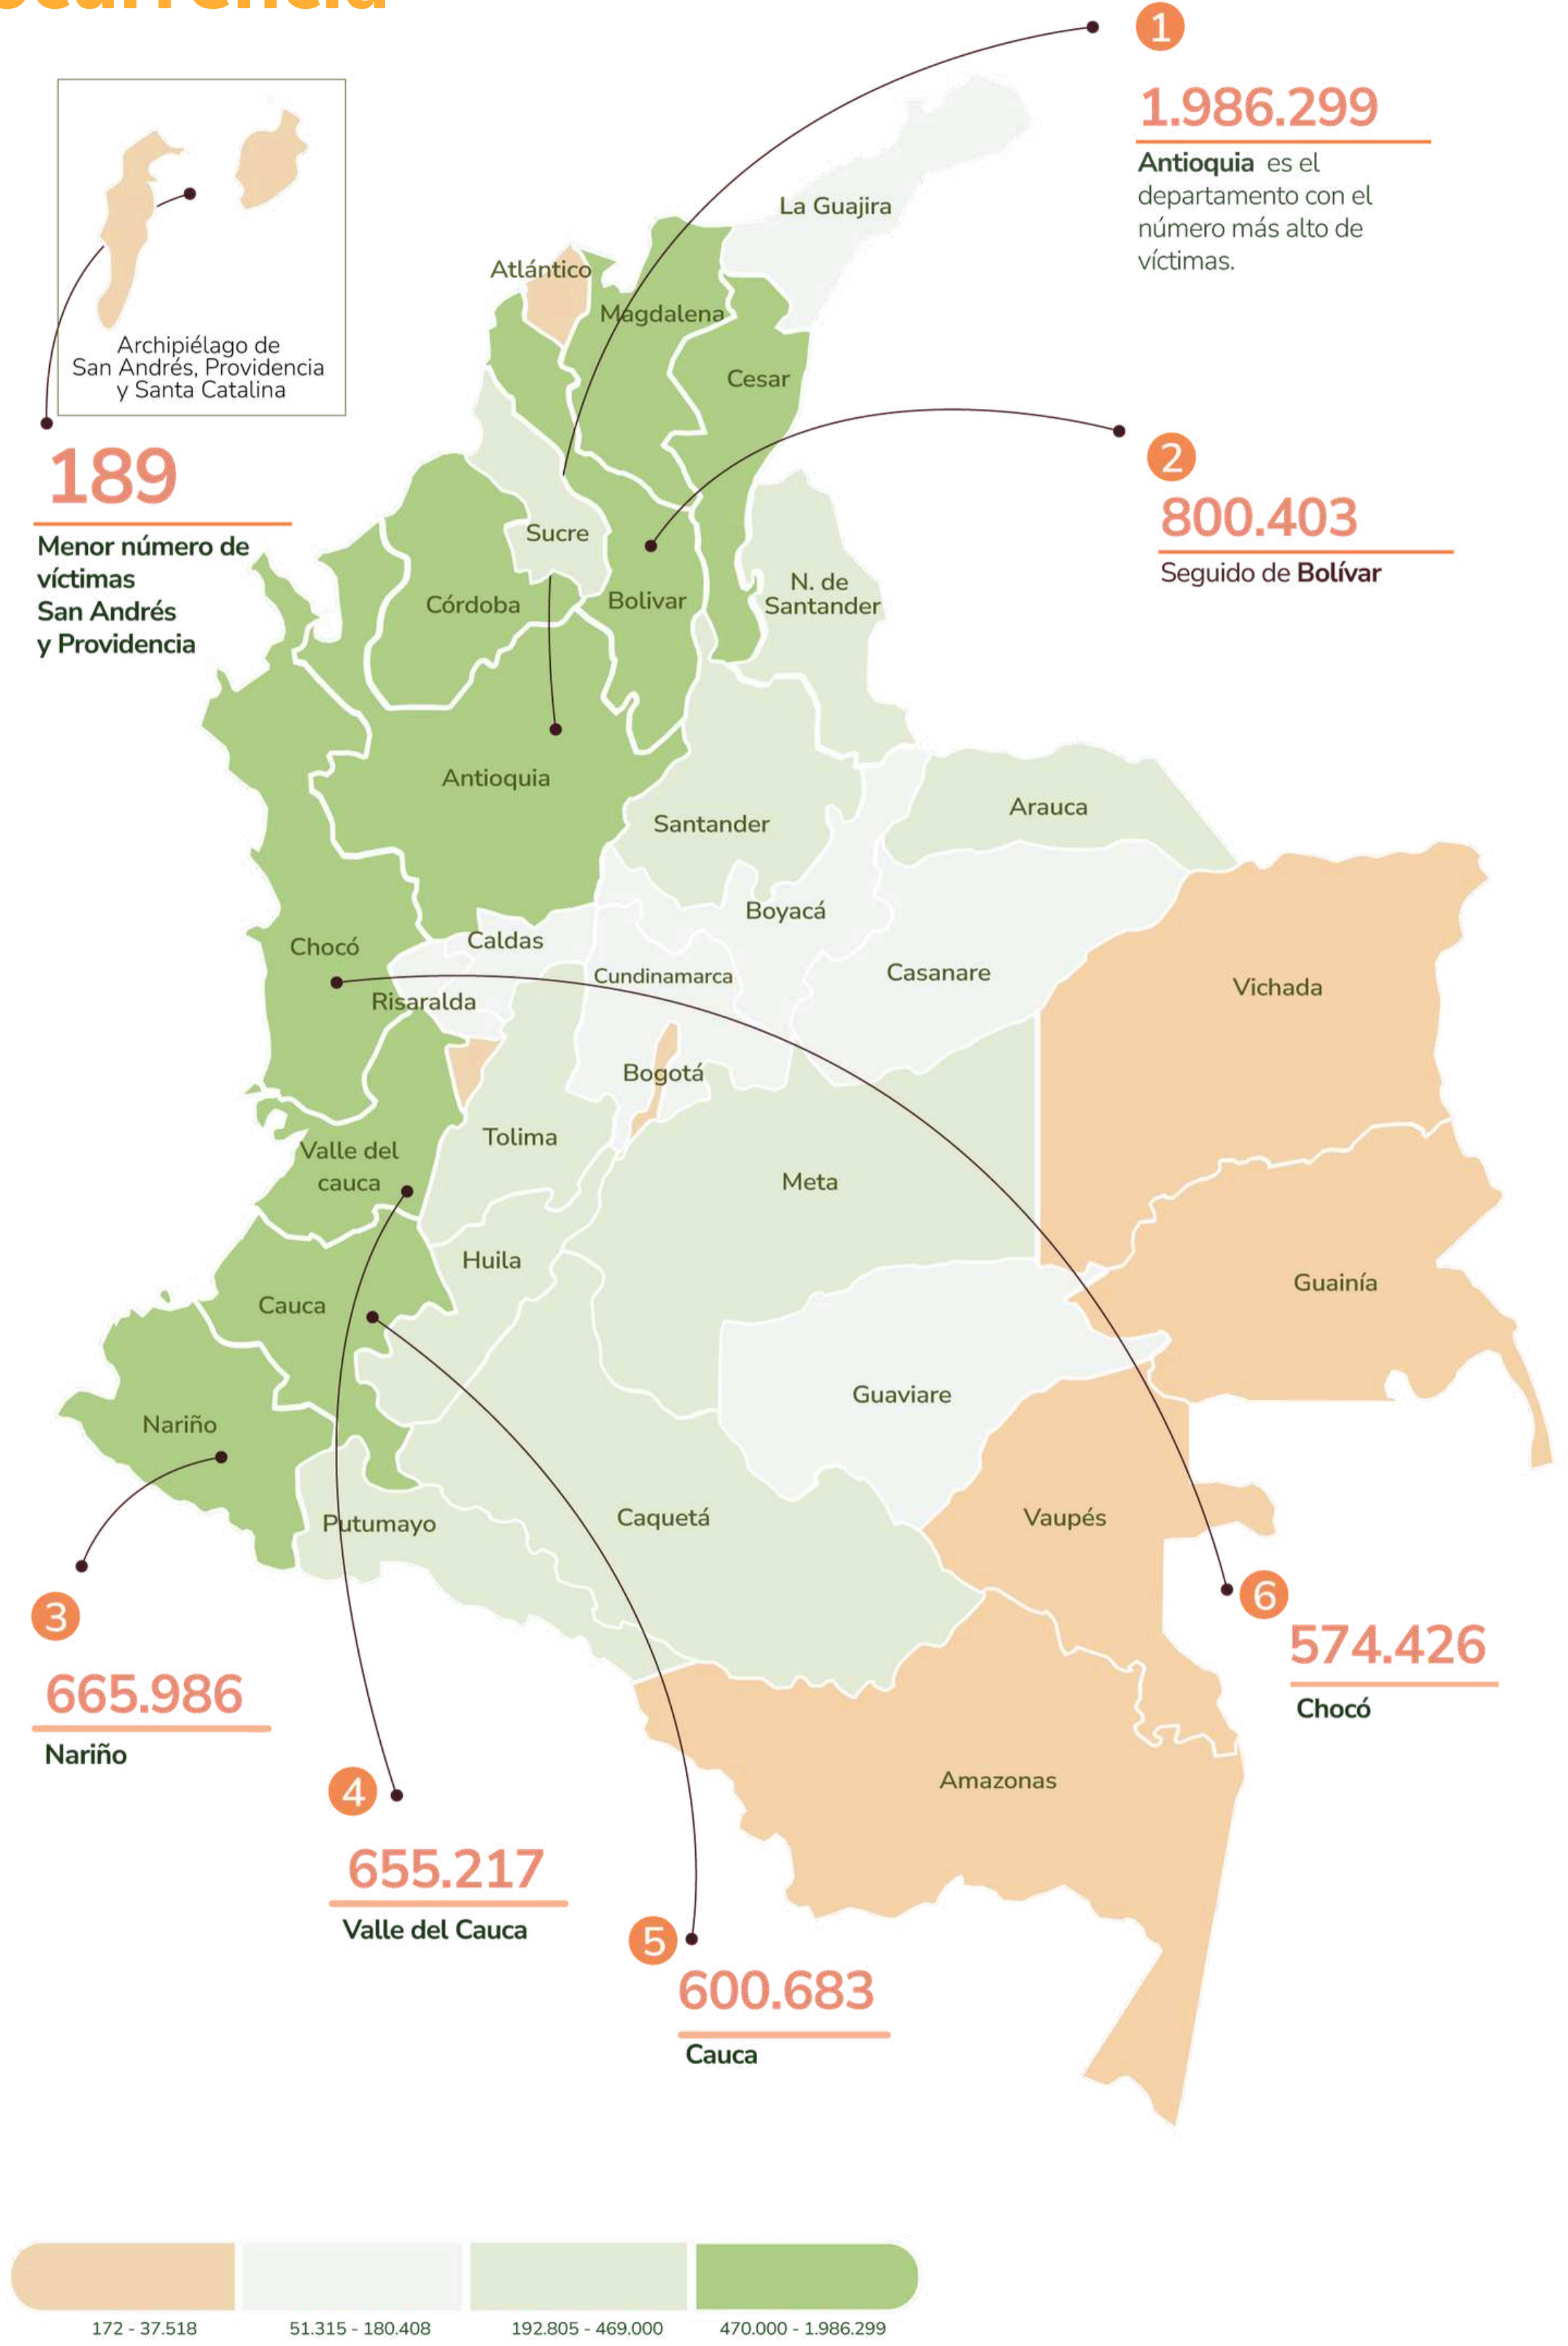 1
1.986.299
Antioquia es el
departamento con el
número más alto de
víctimas.
La Guajira
Atlántico
Magdalena
Cesar
Archipiélago de
San Andrés, Providencia
y Santa Catalina
189
Menor número de
víctimas
San Andrés
y Providencia
2
800.403
Seguido de Bolívar
Sucre
N. de
Santander
Córdoba
Bolivar
Antioquia
Santander
Arauca
Boyacá
Chocó
Caldas
Cundinamarca
Casanare
Vichada
Risaralda
Bogotá
Tolima
Valle del
cauca
Meta
Huila
Guainía
Cauca
Guaviare
Nariño
Putumayo
Caquetá
Vaupés
3
665.986
Nariño
6
574.426
Chocó
4
655.217
Valle del Cauca
Amazonas
5
600.683
Cauca
172 - 37.518
51.315 - 180.408
192.805 - 469.000
470.000 - 1.986.299